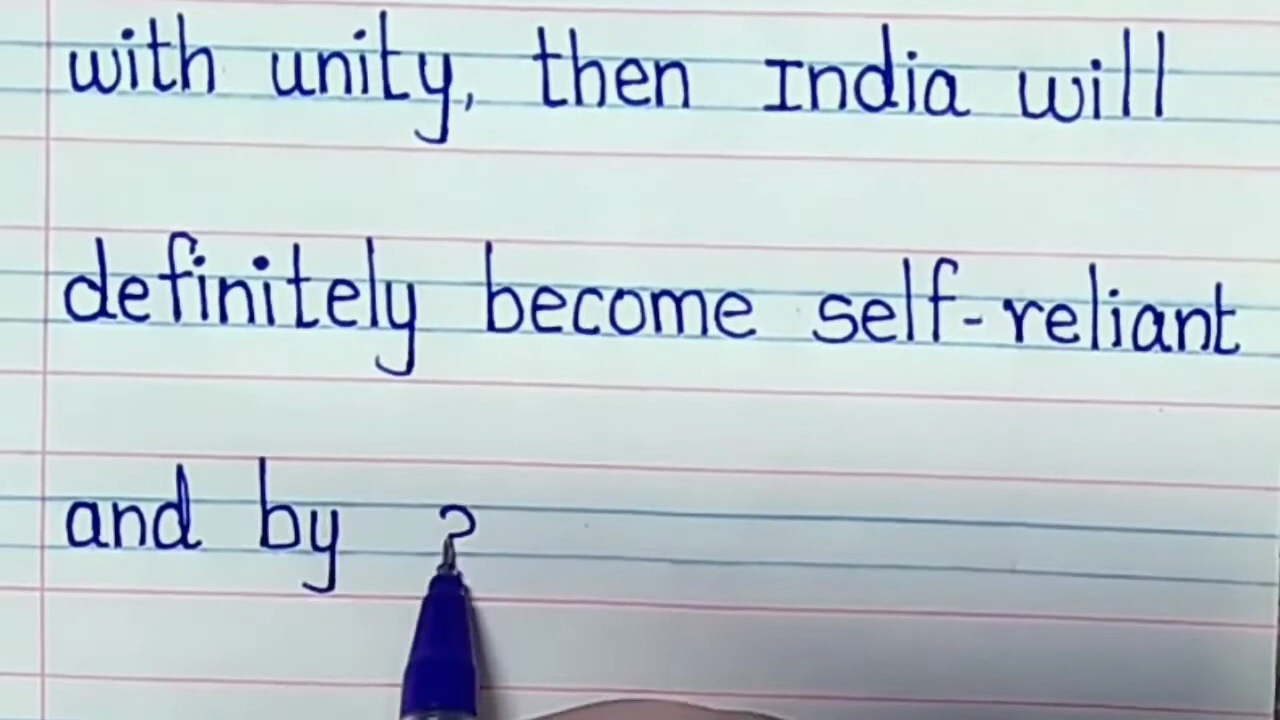 with unity, then India will
definitely become self-reliant
and by